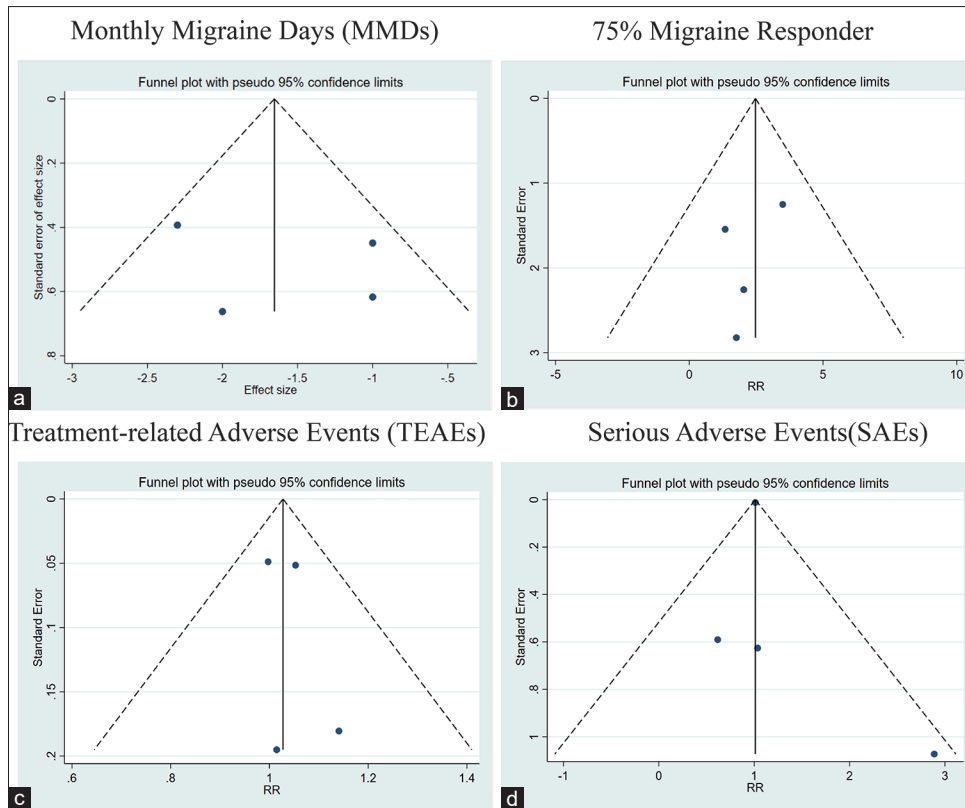 Monthly Migraine Days (MMDs)
75% Migraine Responder
Funnel plot with pseudo 95% confidence limits
Standard error of effect size
0
.2
.4
.6
.8
-3
-2.5
-2
-1.5
-1
-.5
Effect size
a
Funnel plot with pseudo 95% confidence limits
Standard Error
0
1
2
3
-5
0
5
10
RR
b
Treatment-related Adverse Events (TEAEs)
Serious Adverse Events(SAEs)
Funnel plot with pseudo 95% confidence limits
Standard Error
0
.05
.1
.15
.2
.6
.8
1
1.2
1.4
RR
c
Funnel plot with pseudo 95% confidence limits
Standard Error
0
.2
.4
.6
.8
1
-1
0
1
2
3
RR
d